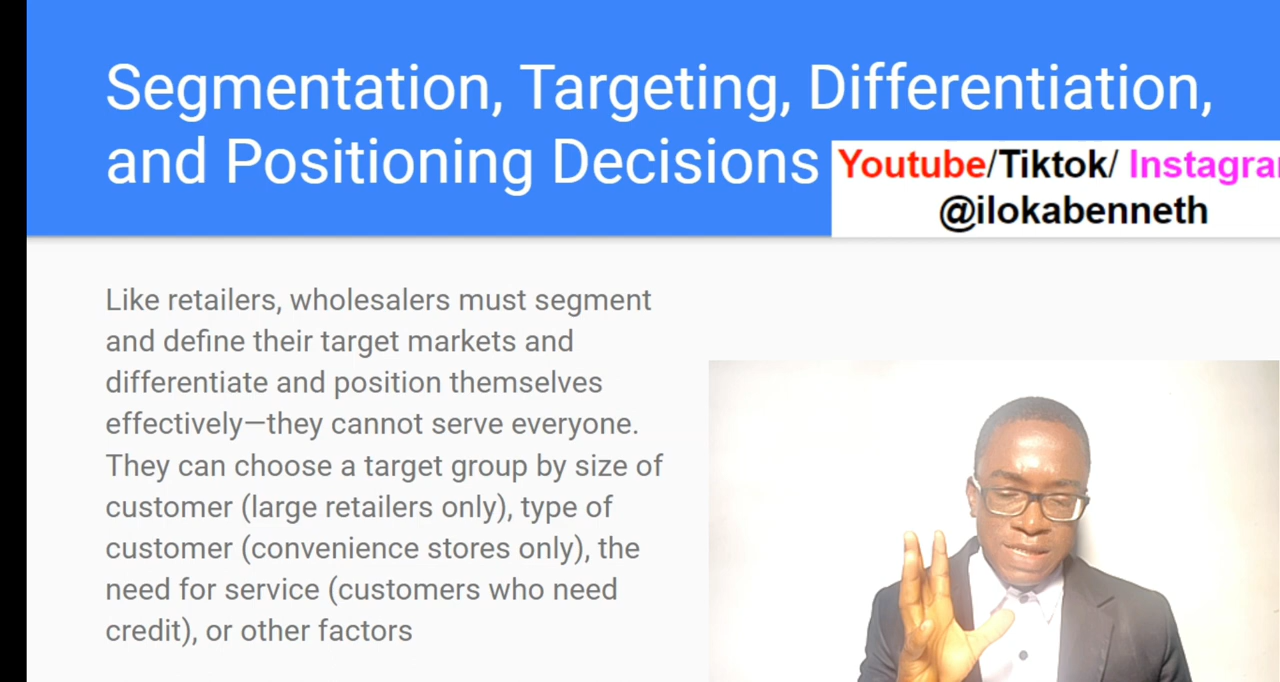 Segmentation, Targeting, Differentiation,
and Positioning Decisions
Youtube/Tiktok/ Instagra
@ilokabenneth
Like retailers, wholesalers must segment
and define their target markets and
differentiate and position themselves
effectively—they cannot serve everyone.
They can choose a target group by size of
customer (large retailers only), type of
customer (convenience stores only), the
need for service (customers who need
credit), or other factors